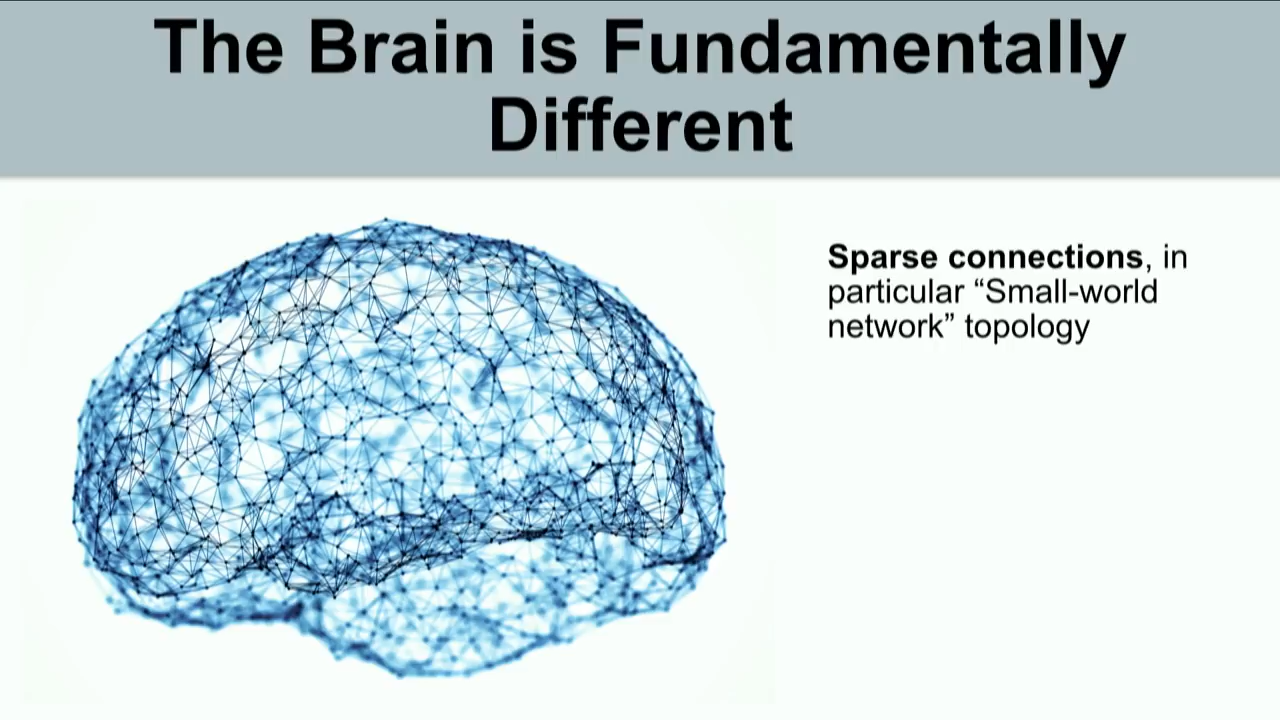 The Brain is Fundamentally
Different
Sparse connections, in
particular “Small-world
network” topology